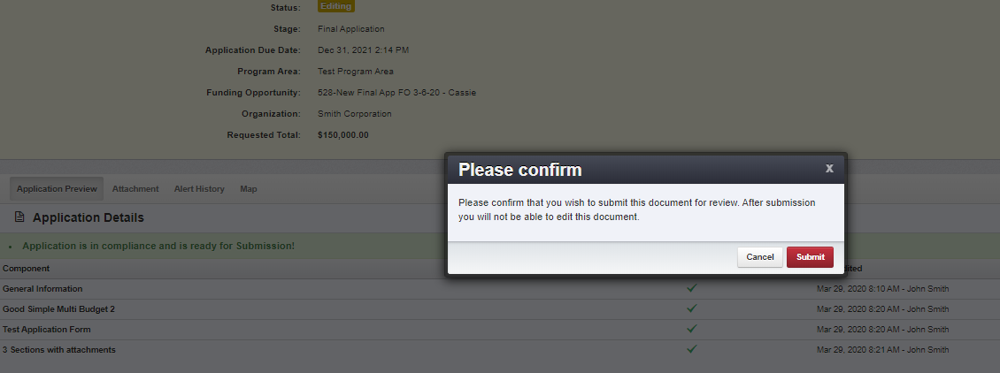 Status: Editing
Stage: Final Application
Application Due Date: Dec 31, 2021 2:14 PM
Program Area: Test Program Area
Funding Opportunity: 528-New Final App FO 3-6-20 - Cassie
Organization: Smith Corporation
Requested Total: $150,000.00
Please confirm x
Please confirm that you wish to submit this document for review. After submission
you will not be able to edit this document.
Cancel Submit
Application Preview Attachment Alert History Map
Application Details
• Application is in compliance and is ready for Submission!
Component
General Information Mar 29, 2020 8:10 AM - John Smith
Good Simple Multi Budget 2 Mar 29, 2020 8:20 AM - John Smith
Test Application Form Mar 29, 2020 8:20 AM - John Smith
3 Sections with attachments Mar 29, 2020 8:21 AM - John Smith